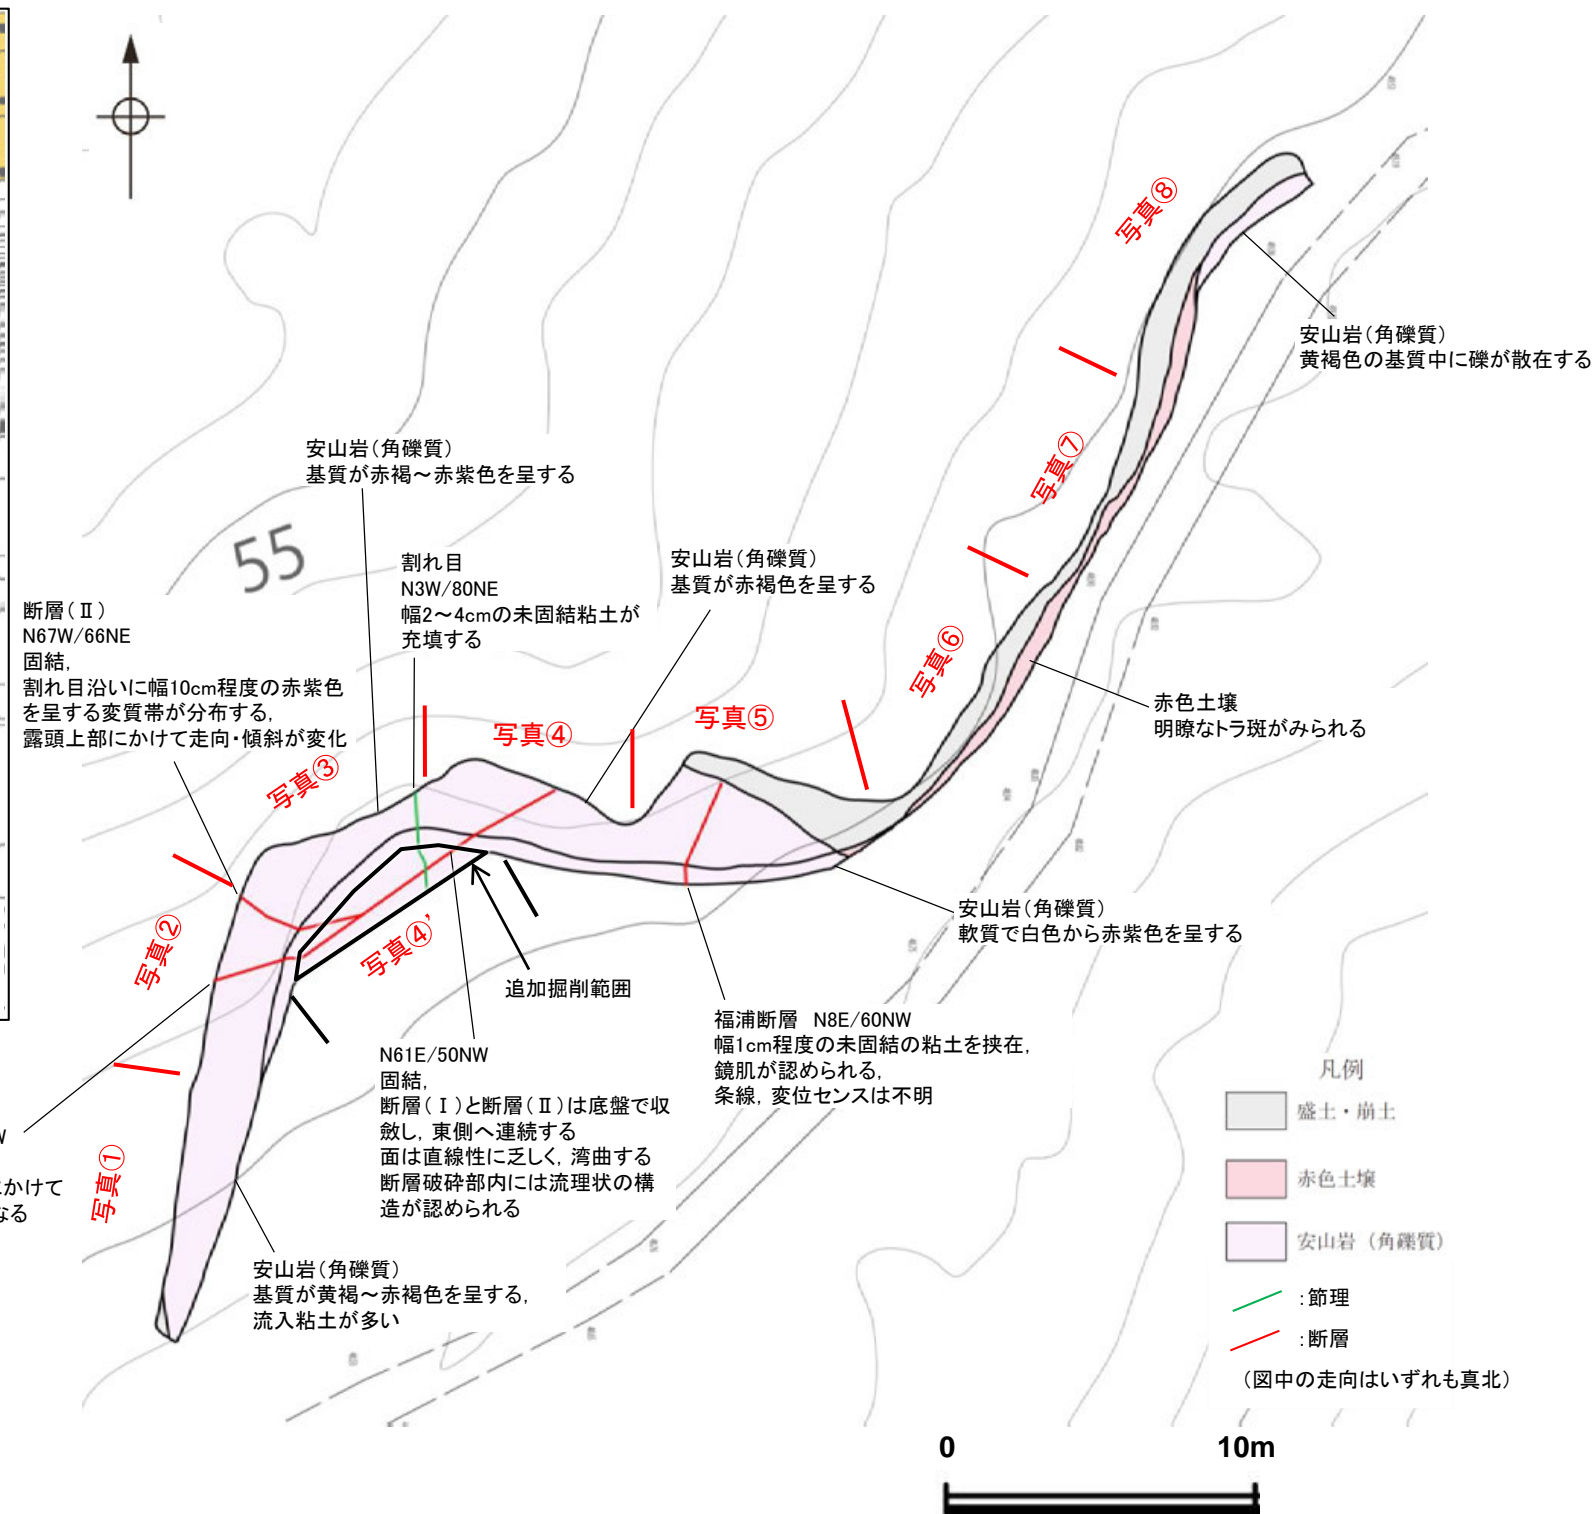 写真⑧
安山岩（角礫質）
黄褐色の基質中に礫が散在する
写真⑦
安山岩（角礫質）
基質が赤褐～赤紫色を呈する
55
割れ目
N3W/80NE
幅2～4cmの未固結粘土が
充填する
安山岩（角礫質）
基質が赤褐色を呈する
断層（Ⅱ）
N67W/66NE
固結,
割れ目沿いに幅10cm程度の赤紫色
を呈する変質帯が分布する,
露頭上部にかけて走向・傾斜が変化
写真⑥
赤色土壌
明瞭なトラ斑がみられる
写真⑤
写真④
写真③
写真②
写真④’
安山岩（角礫質）
軟質で白色から赤紫色を呈する
追加掘削範囲
福浦断層　N8E/60NW
幅1cm程度の未固結の粘土を挟在,
鏡肌が認められる,
条線, 変位センスは不明
N61E/50NW
固結,
断層（Ⅰ）と断層（Ⅱ）は底盤で収
斂し, 東側へ連続する
面は直線性に乏しく, 湾曲する
断層破砕部内には流理状の構
造が認められる
W
かけて
なる
写真①
安山岩（角礫質）
基質が黄褐～赤褐色を呈する,
流入粘土が多い
凡例
盛土・崩土
赤色土壌
安山岩（角礫質）
：節理
：断層
（図中の走向はいずれも真北）
0 10m